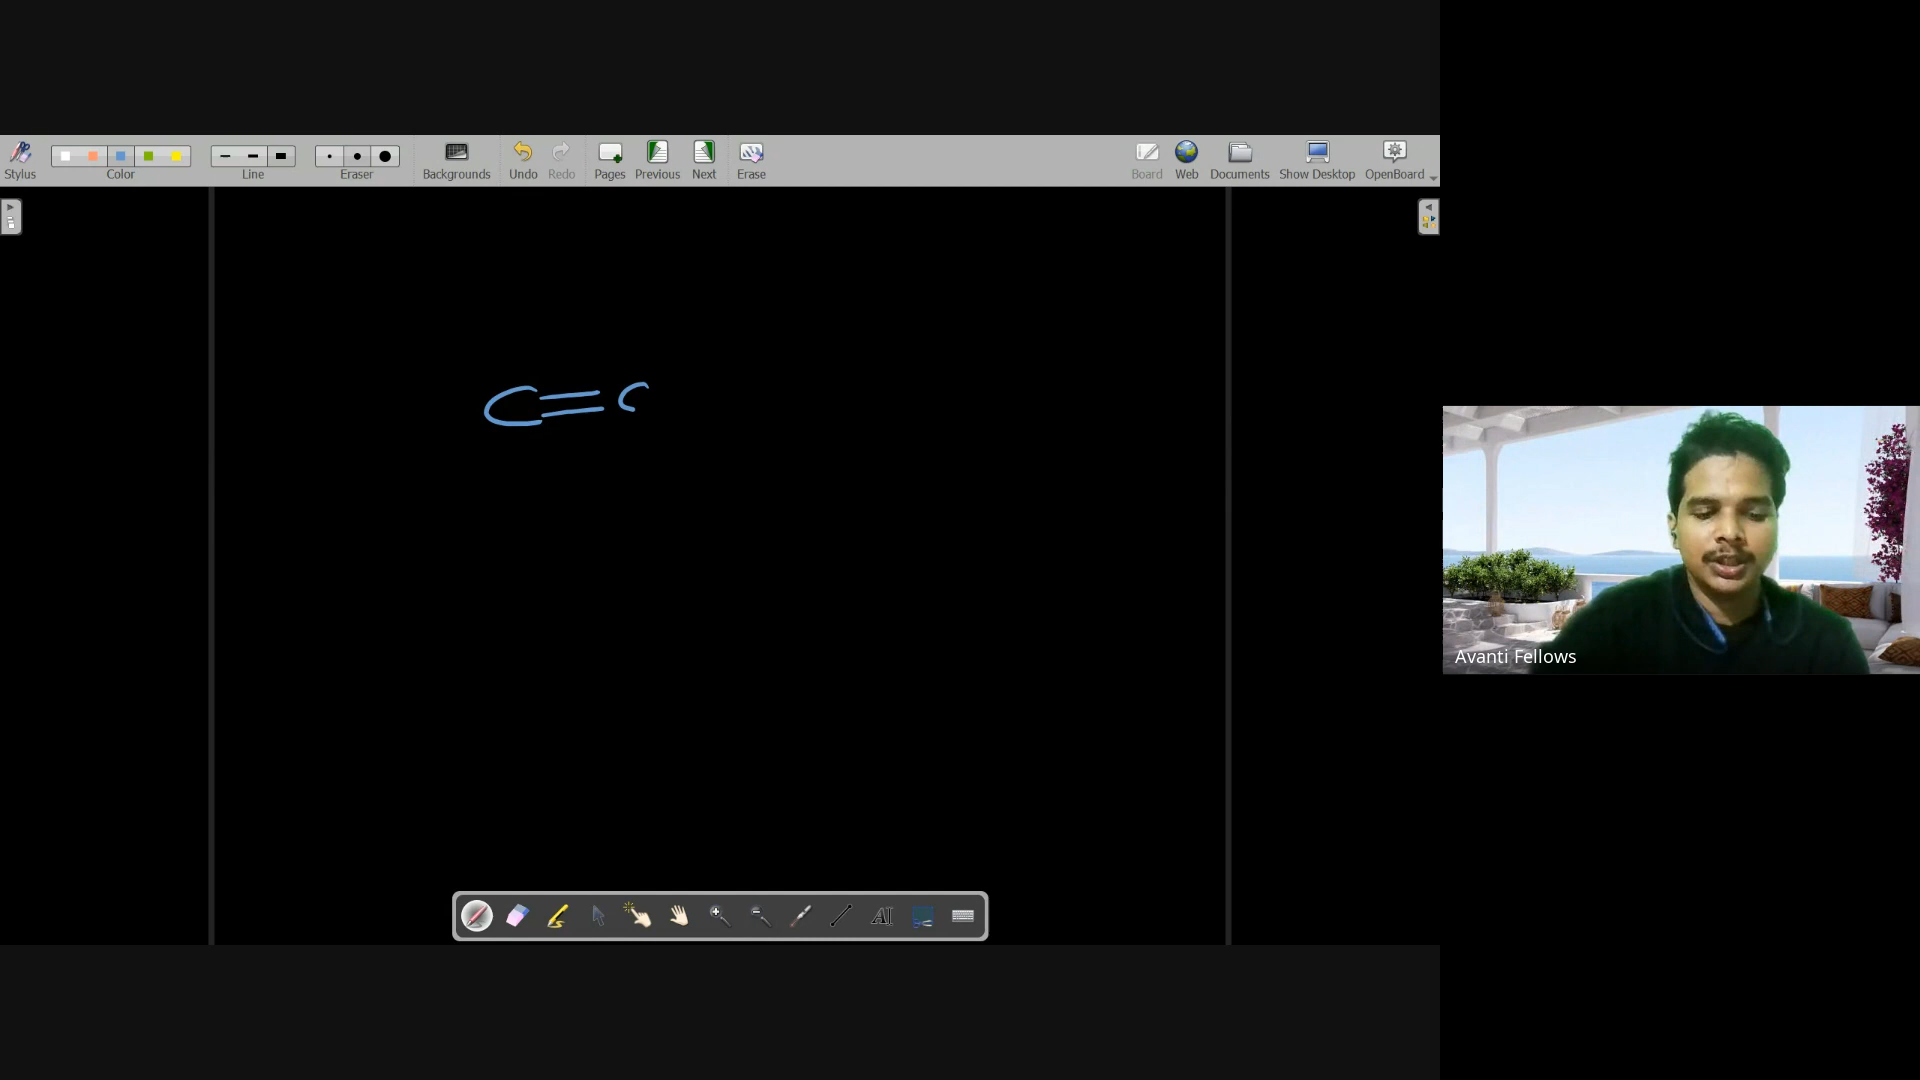 Stylus Color Line Eraser Backgrounds Undo Redo Pages Previous Next Erase Board Web Documents Show Desktop OpenBoard
C=C
AI
Avanti Fellows